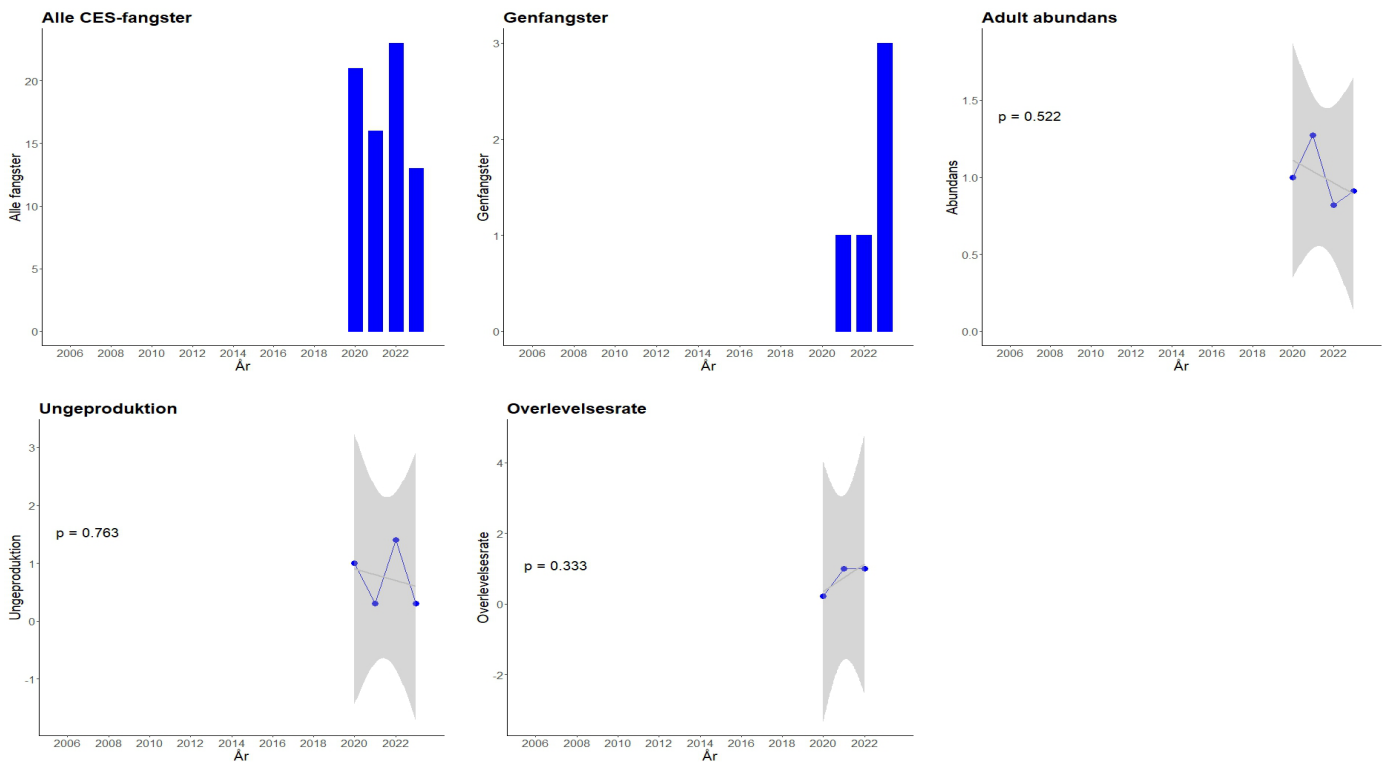 Alle CES-fangster
Alle fangster
20
15
10
5
0
2006 2008 2010 2012 2014 2016 2018 2020 2022
År
Genfangster
Genfangster
3
2
1
0
2006 2008 2010 2012 2014 2016 2018 2020 2022
År
Adult abundans
Abundans
1.5
1.0
0.5
0.0
p = 0.522
2006 2008 2010 2012 2014 2016 2018 2020 2022
År
Ungeproduktion
Ungeproduktion
3
2
1
0
-1
p = 0.763
2006 2008 2010 2012 2014 2016 2018 2020 2022
År
Overlevelsesrate
Overlevelsesrate
4
2
0
-2
p = 0.333
2006 2008 2010 2012 2014 2016 2018 2020 2022
År